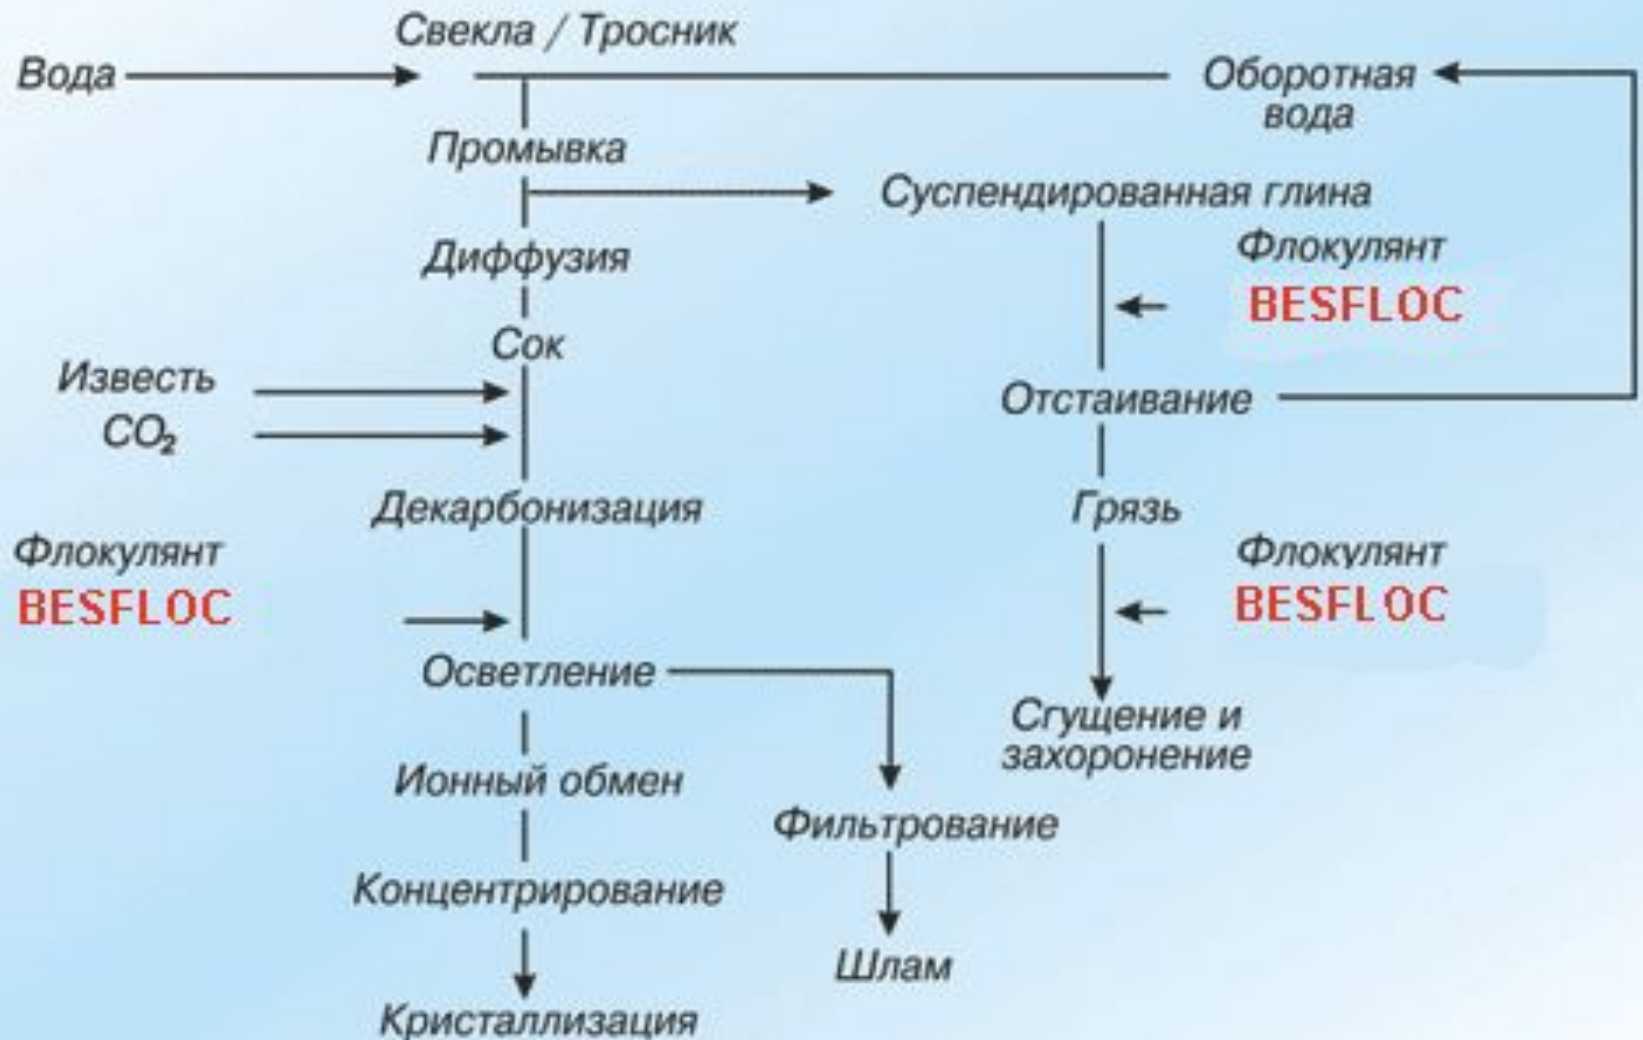 Свекла / Тросник
Вода
Оборотная
вода
Промывка
Суспендированная глина
Диффузия
Флокулянт
BESFLOC
Сок
Известь
CO₂
Отстаивание
Декарбонизация
Грязь
Флокулянт
BESFLOC
Флокулянт
BESFLOC
Осветление
Сгущение и
захоронение
Ионный обмен
Фильтрование
Концентрирование
Шлам
Кристаллизация